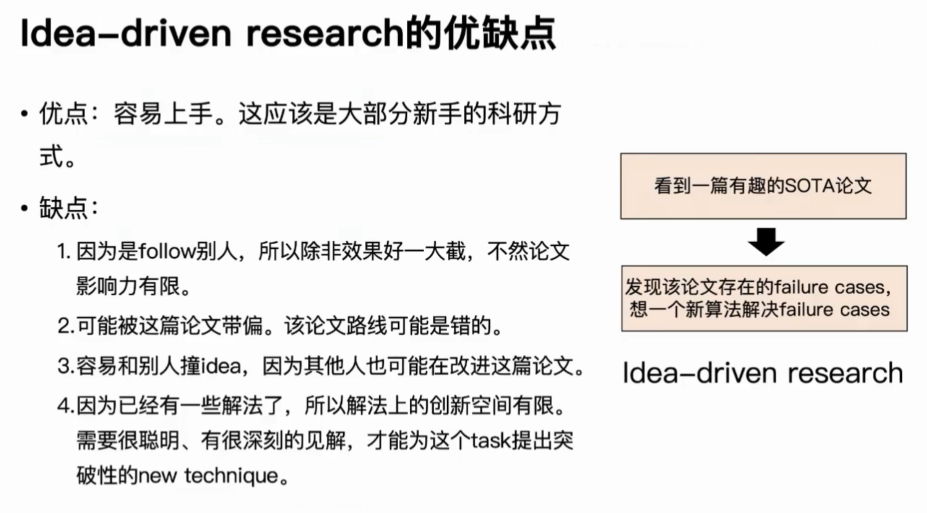 Idea-driven research的优缺点
• 优点：容易上手。这应该是大部分新手的科研方
式。
• 缺点：
1. 因为是follow别人，所以除非效果好一大截，不然论文
影响力有限。
2.可能被这篇论文带偏。该论文路线可能是错的。
3.容易和别人撞idea，因为其他人也可能在改进这篇论文。
4.因为已经有一些解法了，所以解法上的创新空间有限。
需要很聪明、有很深刻的见解，才能为这个task提出突
破性的new technique。
看到一篇有趣的SOTA论文
发现该论文存在的failure cases，
想一个新算法解决failure cases
Idea-driven research